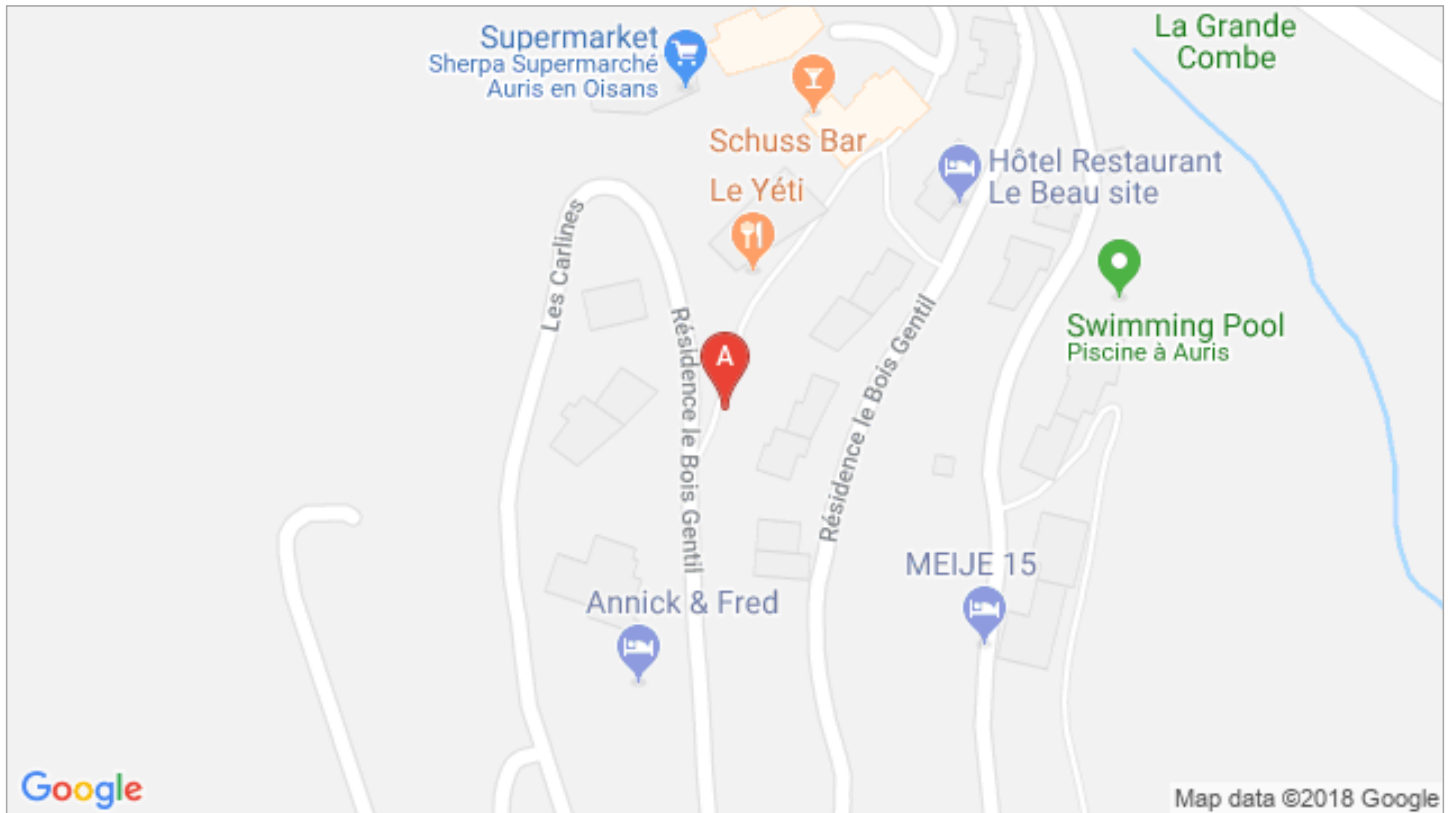 La Grande
Combe
Supermarket
Sherpa Supermarché
Auris en Oisans
Schuss Bar
Hôtel Restaurant
Le Beau site
Le Yéti
Les Carlines
Résidence le Bois Gentil
A
Résidence le Bois Gentil
Swimming Pool
Piscine à Auris
MEIJE 15
Annick & Fred
Google
Map data ©2018 Google